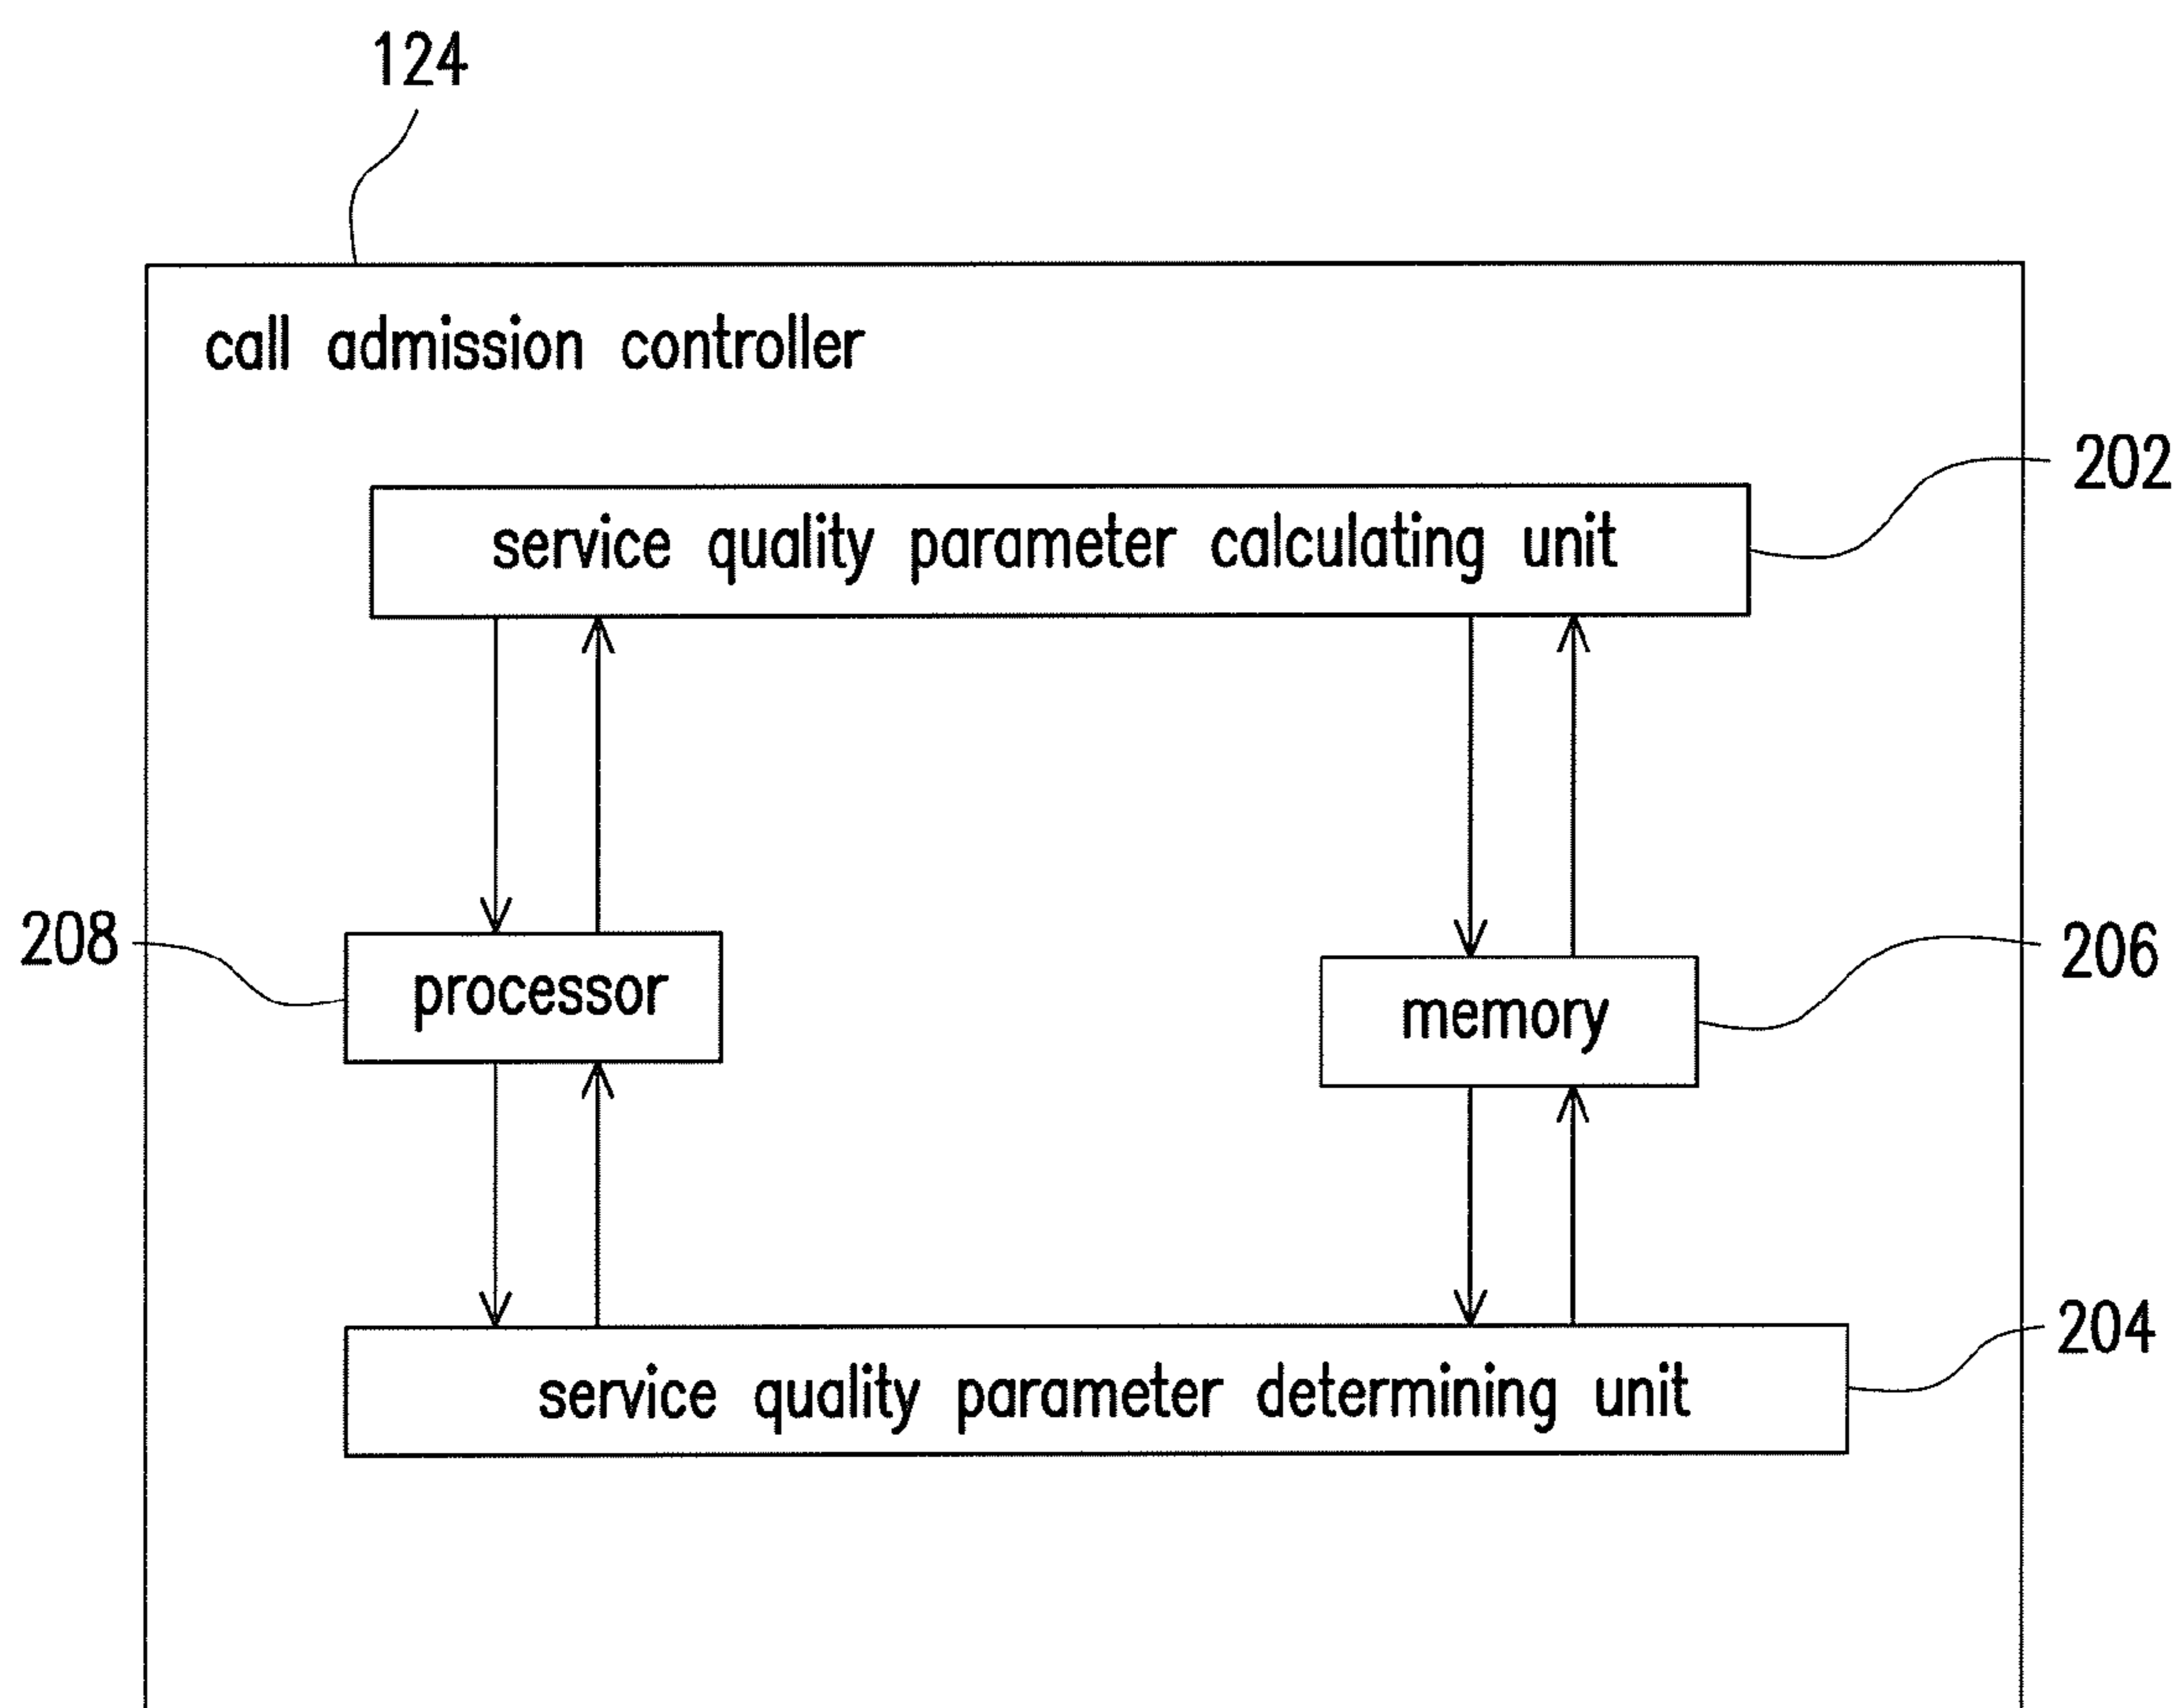 124
call admission controller
202
service quality parameter calculating unit
208
processor
206
memory
204
service quality parameter determining unit